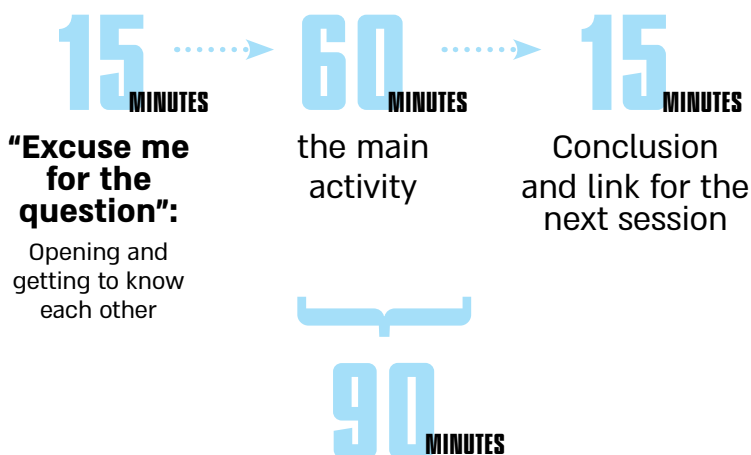 15 MINUTES
"Excuse me
for the
question":
Opening and
getting to know
each other
60 MINUTES
the main
activity
15 MINUTES
Conclusion
and link for the
next session
90 MINUTES